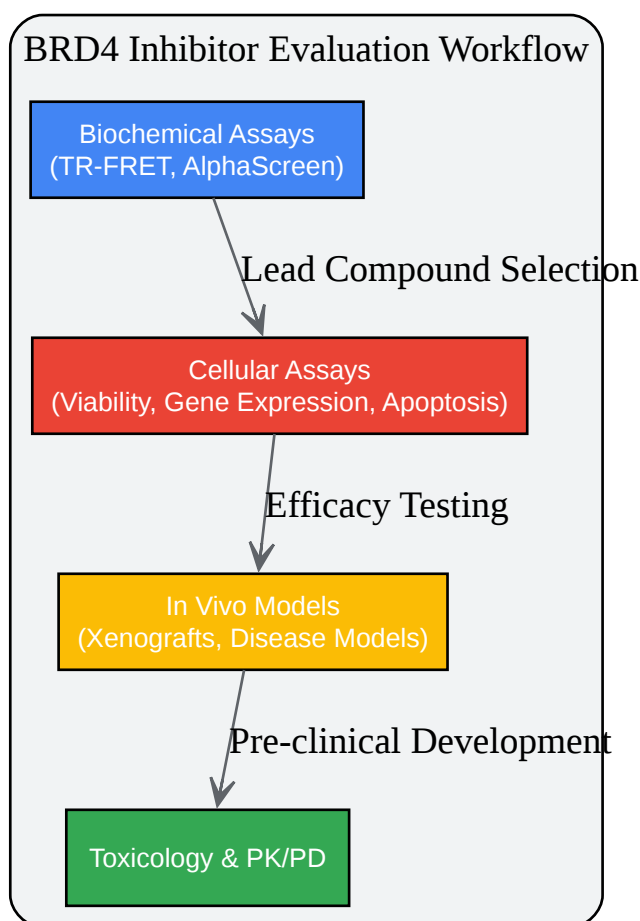 BRD4 Inhibitor Evaluation Workflow
Biochemical Assays
(TR-FRET, AlphaScreen)
Lead Compound Selection
Cellular Assays
(Viability, Gene Expression, Apoptosis)
Efficacy Testing
In Vivo Models
(Xenografts, Disease Models)
Pre-clinical Development
Toxicology & PK/PD